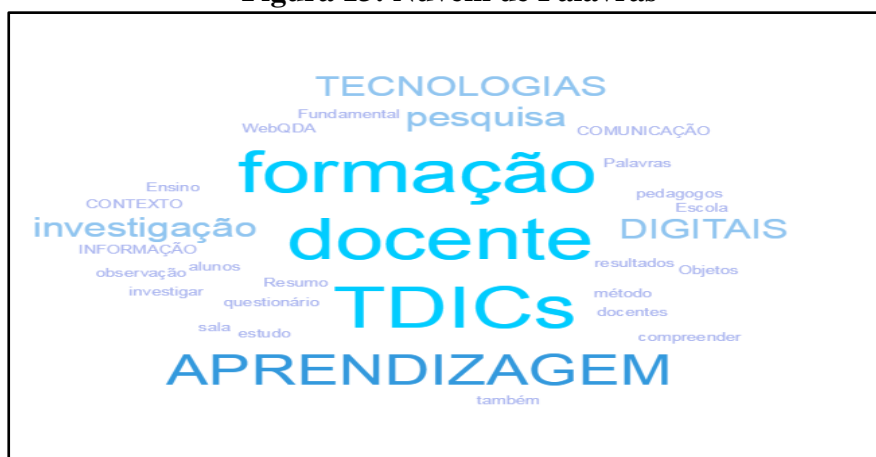 TECNOLOGIAS
Fundamental pesquisa
WebQDA COMUNICAÇÃO
formação Palavras
Ensino pedagogos
CONTEXTO Escola
investigação docente DIGITAIS
INFORMAÇÃO
observação alunos resultados Objetos
investigar Resumo TDICs método
questionário docentes
sala estudo compreender
APRENDIZAGEM
também